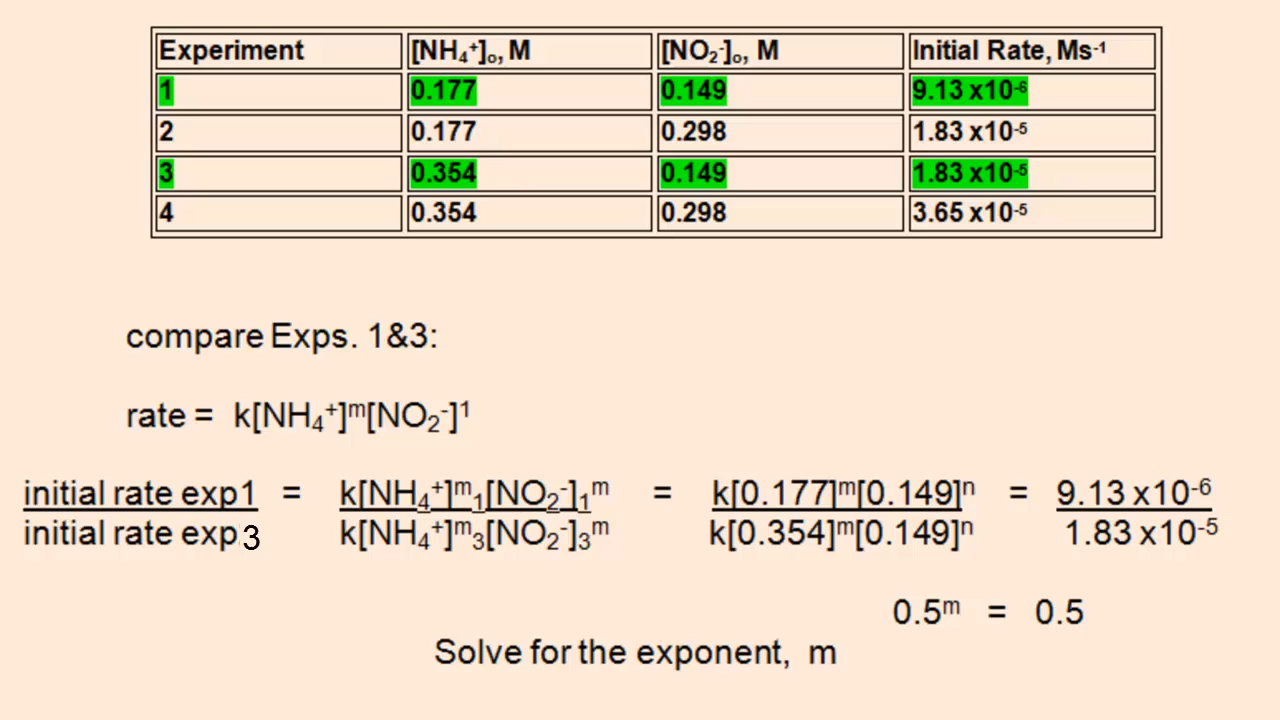 Experiment [NH₄⁺]ₒ, M [NO₂⁻]ₒ, M Initial Rate, Ms⁻¹
1 0.177 0.149 9.13 x10⁻⁶
2 0.177 0.298 1.83 x10⁻⁵
3 0.354 0.149 1.83 x10⁻⁵
4 0.354 0.298 3.65 x10⁻⁵
compare Exps. 1&3:
rate = k[NH₄⁺]ᵐ[NO₂⁻]¹
initial rate exp1 = k[NH₄⁺]ᵐ₁[NO₂⁻]₁ᵐ = k[0.177]ᵐ[0.149]ⁿ = 9.13 x10⁻⁶
initial rate exp 3 k[NH₄⁺]ᵐ₃[NO₂⁻]₃ᵐ k[0.354]ᵐ[0.149]ⁿ 1.83 x10⁻⁵
0.5ᵐ = 0.5
Solve for the exponent, m